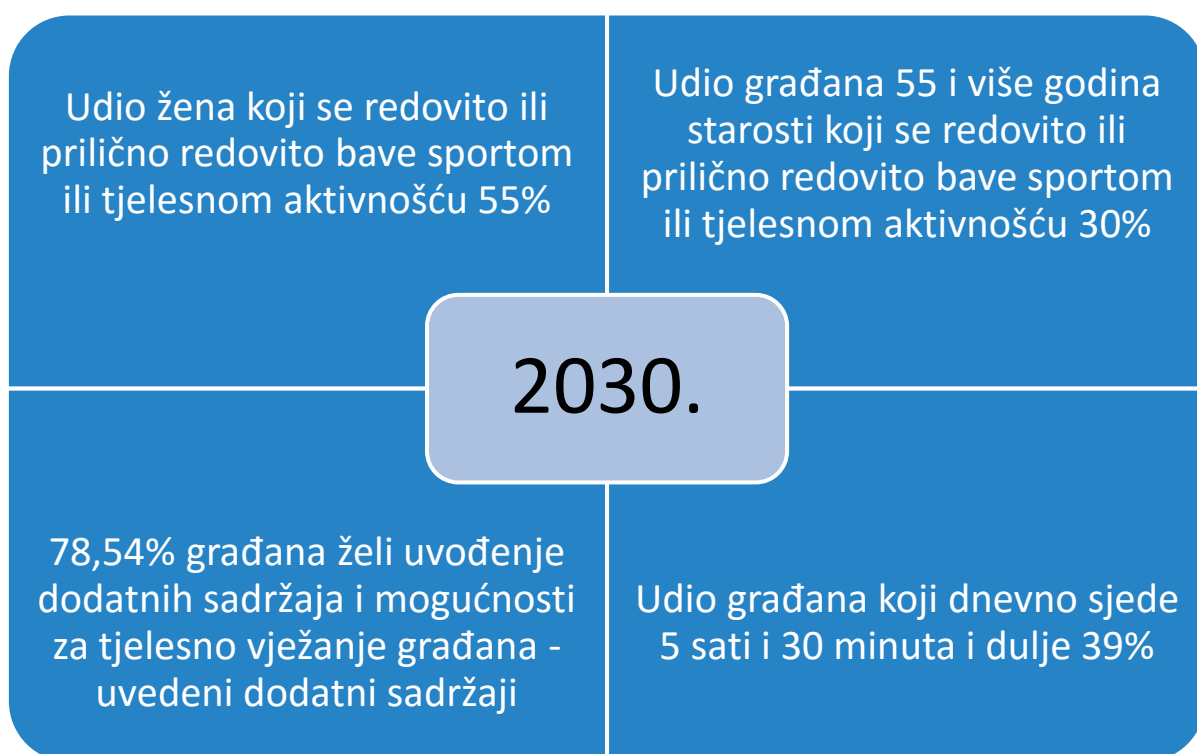 Udio žena koji se redovito ili
prilično redovito bave sportom
ili tjelesnom aktivnošću 55%
Udio građana 55 i više godina
starosti koji se redovito ili
prilično redovito bave sportom
ili tjelesnom aktivnošću 30%
2030.
78,54% građana želi uvođenje
dodatnih sadržaja i mogućnosti
za tjelesno vježanje građana -
uvedeni dodatni sadržaji
Udio građana koji dnevno sjede
5 sati i 30 minuta i dulje 39%